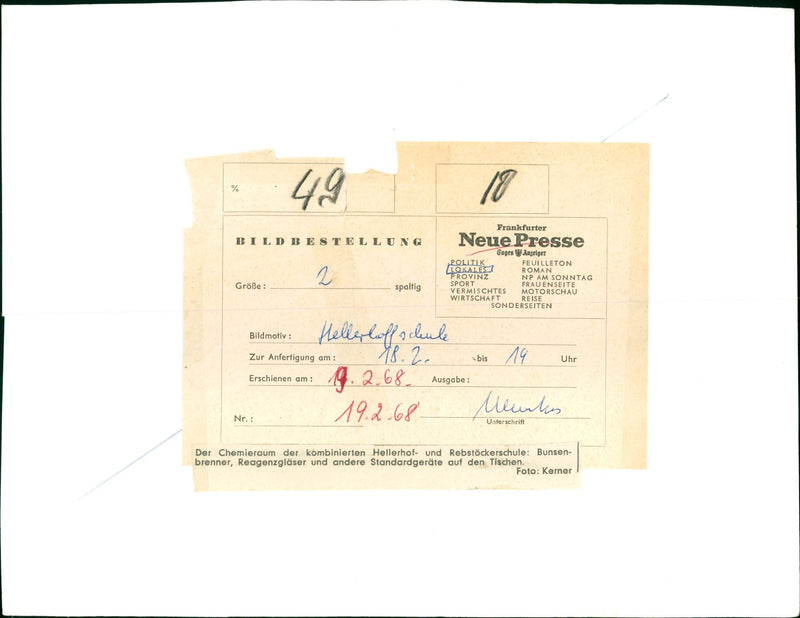 % 49
18
Frankfurter
Neue Presse
Gages Anzeiger
BILDBESTELLUNG
POLITIK FEUILLETON
LOKALES ROMAN
PROVINZ NP AM SONNTAG
SPORT FRAUENSEITE
VERMISCHTES MOTORSCHAU
WIRTSCHAFT REISE
SONDERSEITEN
Größe: 2 spaltig
Bildmotiv: Hellerhofschule
Zur Anfertigung am: 18.2. bis 19 Uhr
Erschienen am: 19.2.68. Ausgabe:
Nr.: 19.2.68
Unterschrift
Der Chemieraum der kombinierten Hellerhof- und Rebstöckerschule: Bunsen-
brenner, Reagenzgläser und andere Standardgeräte auf den Tischen.
Foto: Kerner